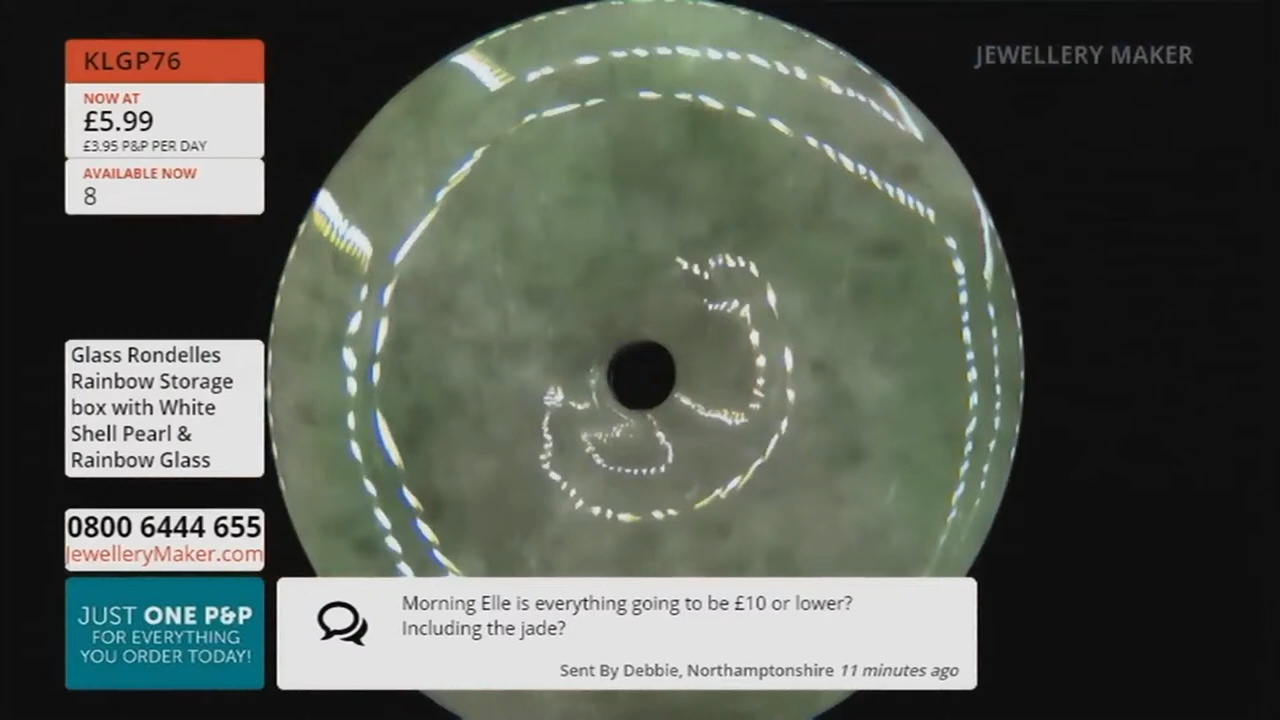 KLGP76
NOW AT
£5.99
£3.95 P&P PER DAY
AVAILABLE NOW
8
JEWELLERY MAKER
Glass Rondelles
Rainbow Storage
box with White
Shell Pearl &
Rainbow Glass
0800 6444 655
JewelleryMaker.com
JUST ONE P&P
FOR EVERYTHING
YOU ORDER TODAY!
Morning Elle is everything going to be £10 or lower?
Including the jade?
Sent By Debbie, Northamptonshire 11 minutes ago